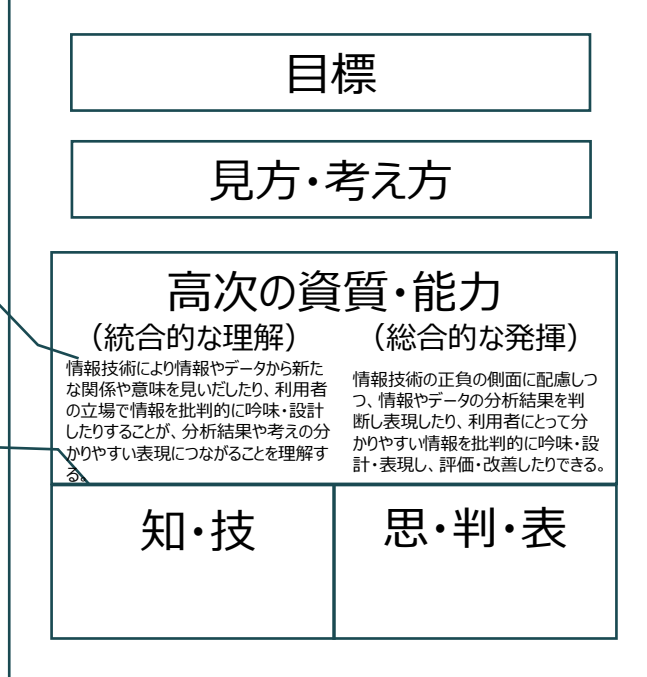 目標
見方・考え方
高次の資質・能力
（統合的な理解）
情報技術により情報やデータから新た
な関係や意味を見いだしたり、利用者
の立場で情報を批判的に吟味・設計
したりすることが、分析結果や考えの分
かりやすい表現につながることを理解す
る。
（総合的な発揮）
情報技術の正負の側面に配慮しつ
つ、情報やデータの分析結果を判
断し表現したり、利用者にとって分
かりやすい情報を批判的に吟味・設
計・表現し、評価・改善したりできる。
知・技
思・判・表